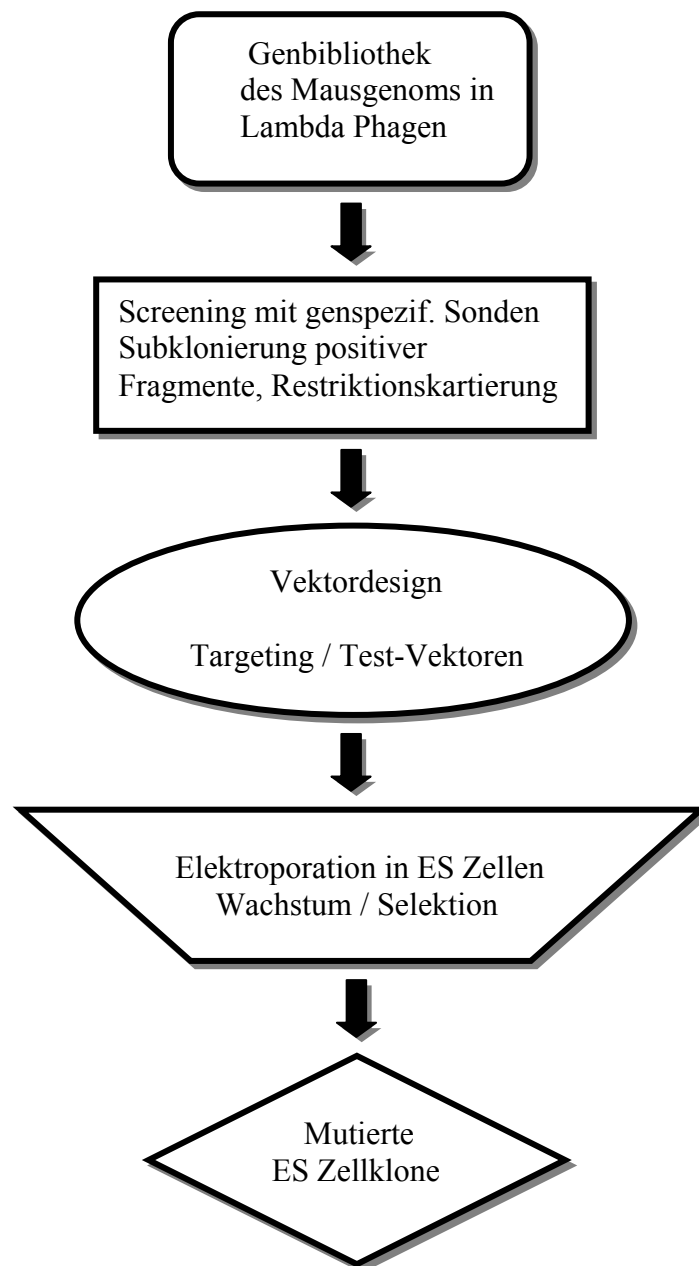 Genbibliothek
des Mausgenoms in
Lambda Phagen
Screening mit genspezif. Sonden
Subklonierung positiver
Fragmente, Restriktionskartierung
Vektordesign
Targeting / Test-Vektoren
Elektroporation in ES Zellen
Wachstum / Selektion
Mutierte
ES Zellklone